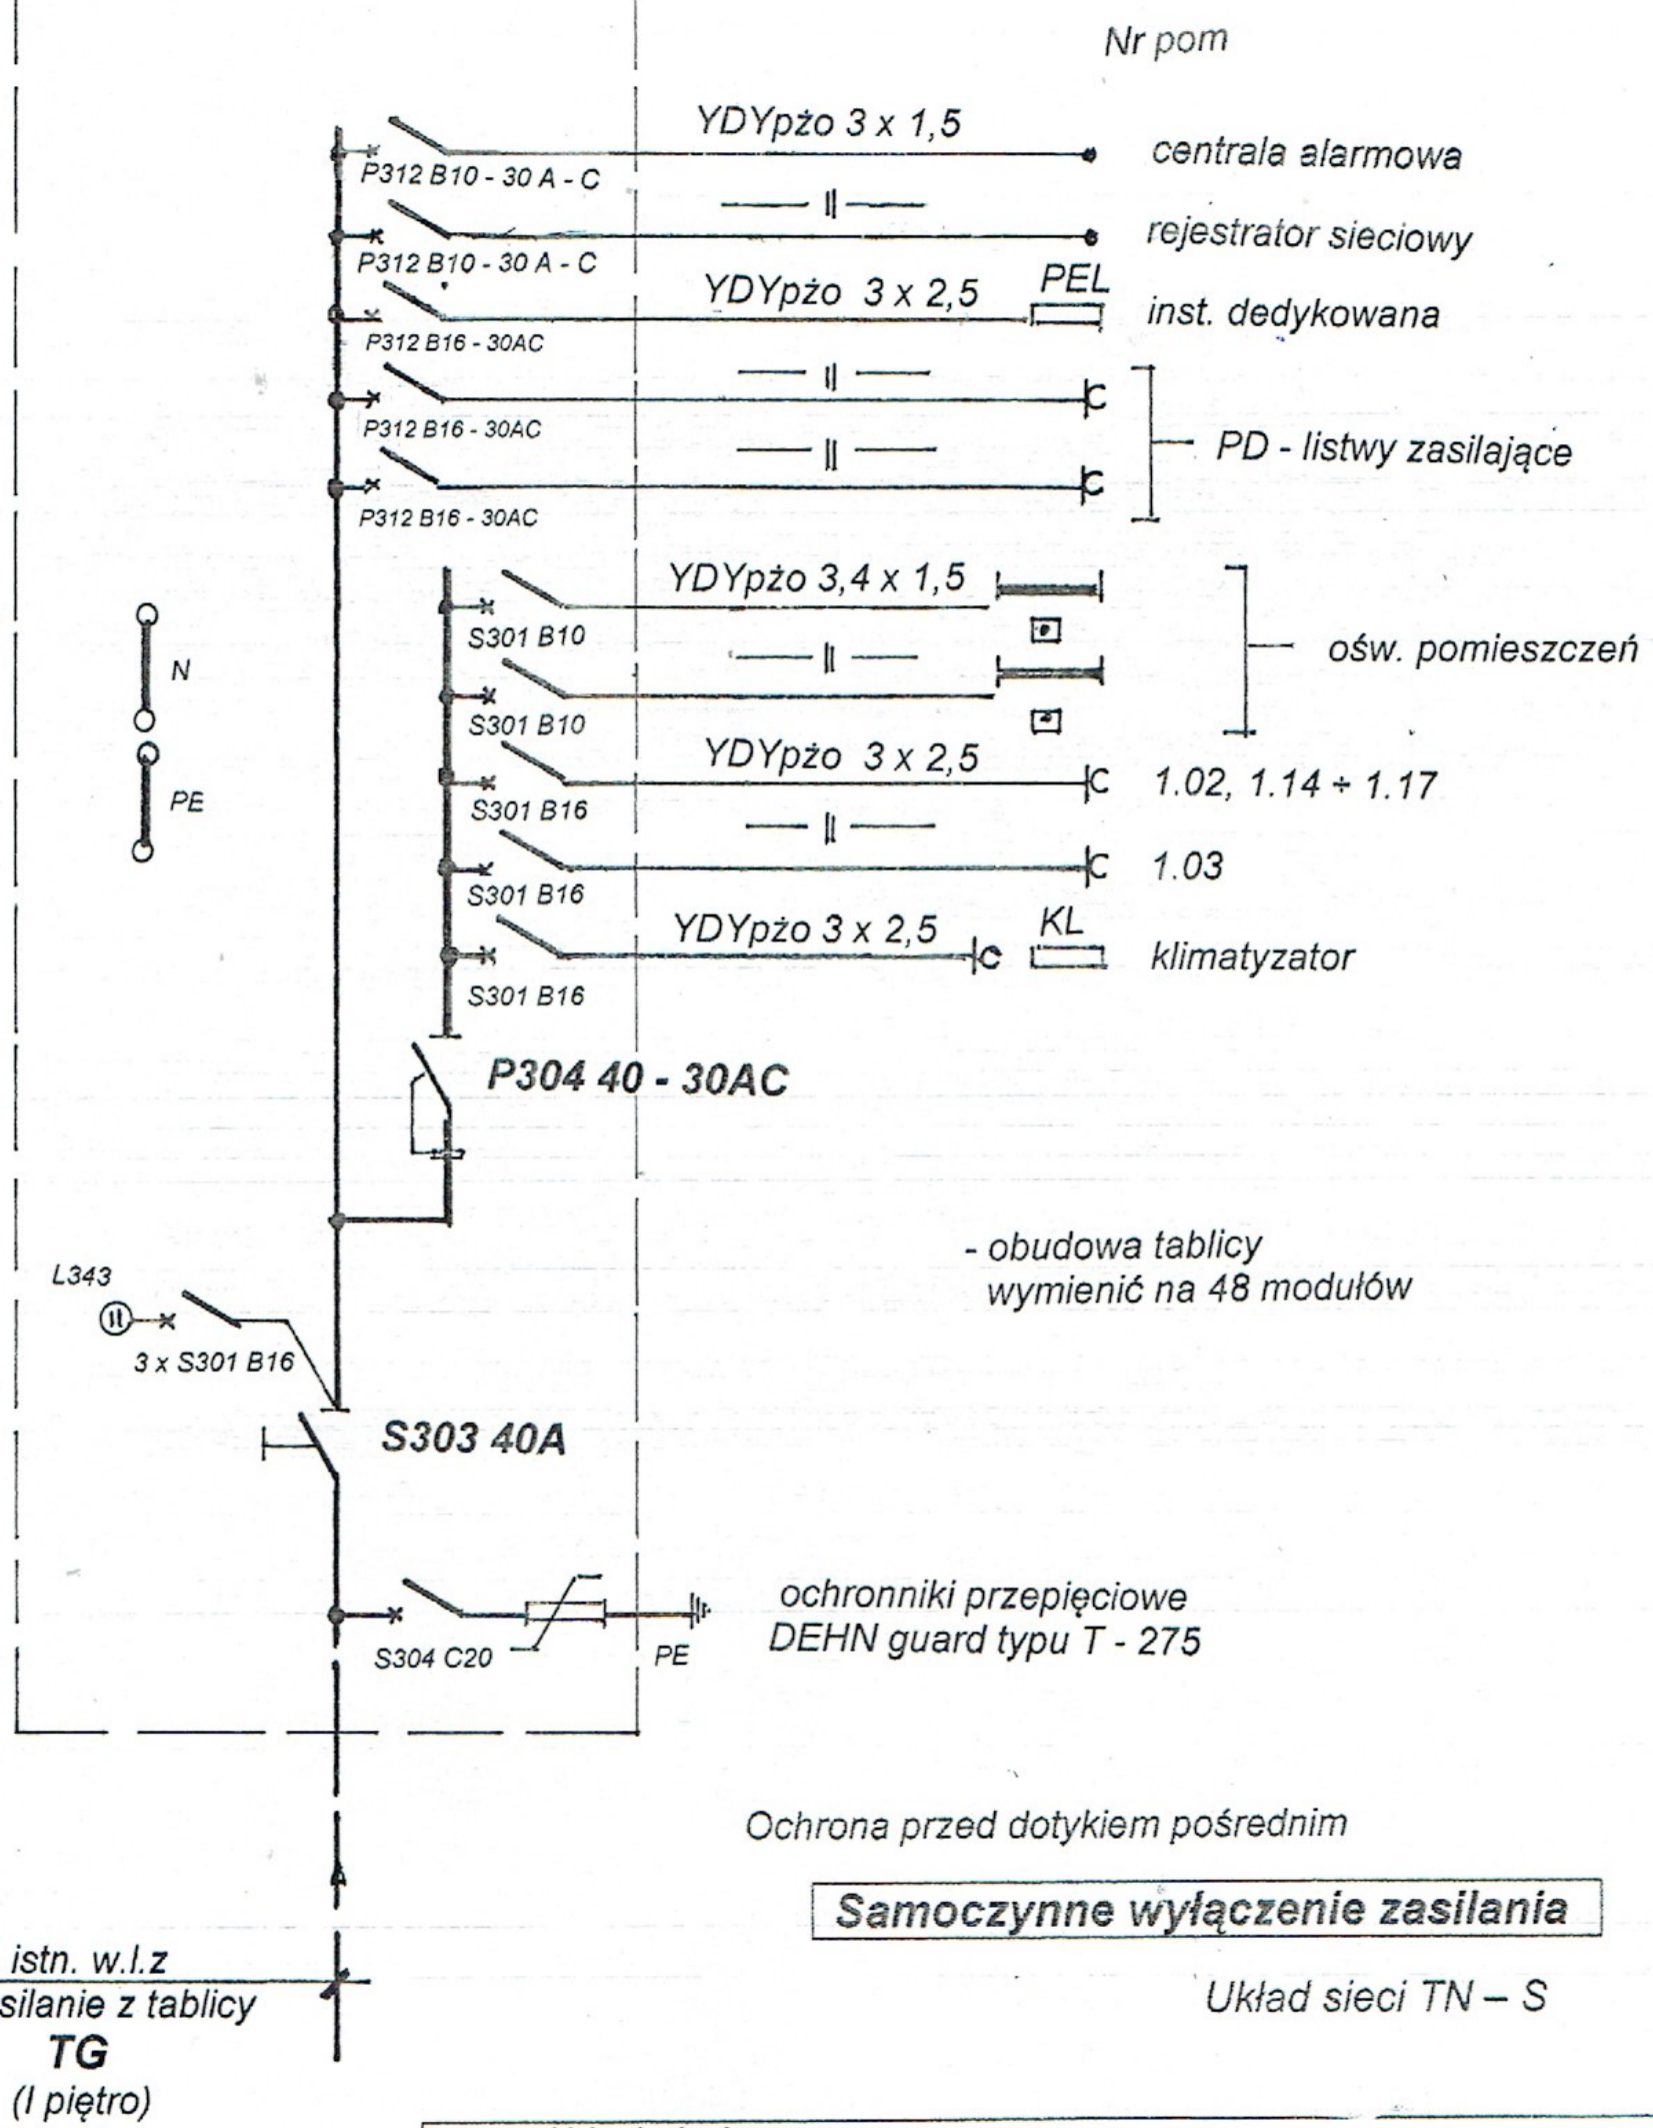 Nr pom
YDYpżo 3 x 1,5
centrala alarmowa
P312 B10 - 30 A - C
rejestrator sieciowy
P312 B10 - 30 A - C
YDYpżo 3 x 2,5
PEL
inst. dedykowana
P312 B16 - 30AC
P312 B16 - 30AC
PD - listwy zasilające
P312 B16 - 30AC
YDYpżo 3,4 x 1,5
S301 B10
ośw. pomieszczeń
N
S301 B10
YDYpżo 3 x 2,5
1.02, 1.14 ÷ 1.17
PE
S301 B16
1.03
S301 B16
YDYpżo 3 x 2,5
KL
klimatyzator
S301 B16
P304 40 - 30AC
- obudowa tablicy
wymienić na 48 modułów
L343
3 x S301 B16
S303 40A
ochronniki przepięciowe
DEHN guard typu T - 275
S304 C20
PE
Ochrona przed dotykiem pośrednim
Samoczynne wyłączenie zasilania
istn. w.l.z
silanie z tablicy
TG
(I piętro)
Układ sieci TN – S